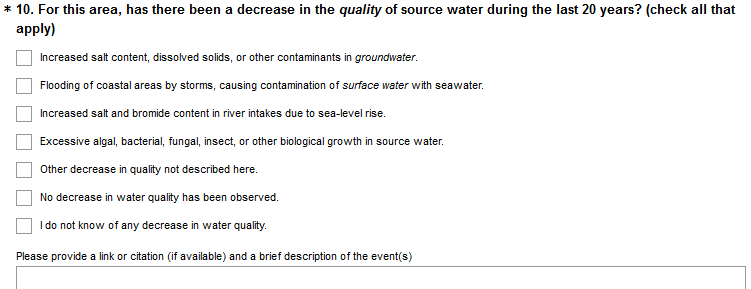 * 10. For this area, has there been a decrease in the quality of source water during the last 20 years? (check all that
apply)
Increased salt content, dissolved solids, or other contaminants in groundwater.
Flooding of coastal areas by storms, causing contamination of surface water with seawater.
Increased salt and bromide content in river intakes due to sea-level rise.
Excessive algal, bacterial, fungal, insect, or other biological growth in source water.
Other decrease in quality not described here.
No decrease in water quality has been observed.
I do not know of any decrease in water quality.
Please provide a link or citation (if available) and a brief description of the event(s)